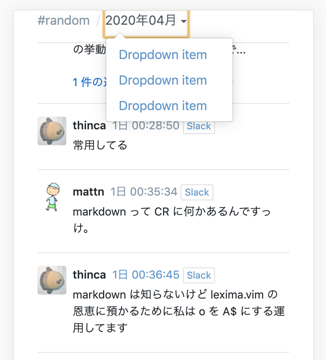 #random / 2020年04月
の挙動
Dropdown item
で…
Dropdown item
1 件の
Dropdown item
thinca 1日 00:28:50 Slack
常用してる
mattn 1日 00:35:34 Slack
markdown って CR に何かあるんですっ
け。
thinca 1日 00:36:45 Slack
markdown は知らないけど lexima.vim の
恩恵に預かるために私は o を A$ にする運
用してます